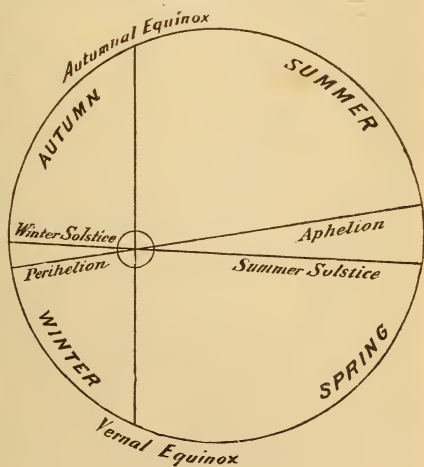 Autumnal Equinox
AUTUMN
SUMMER
Winter Solstice
Aphelion
Perihelion
Summer Solstice
WINTER
SPRING
Vernal Equinox